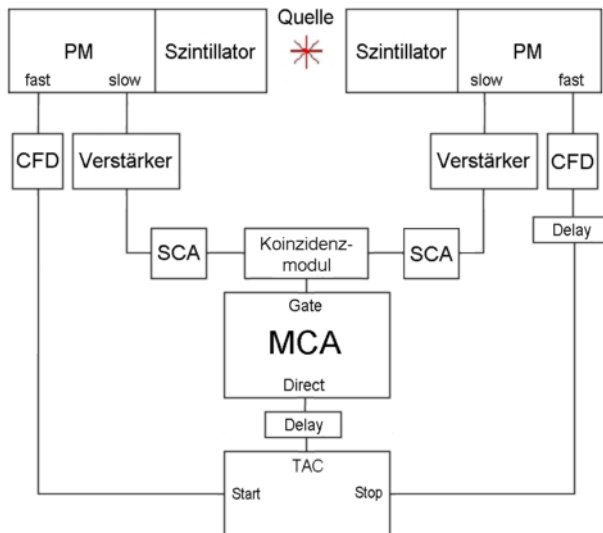 Quelle
PM
Szintillator
Szintillator
PM
fast
slow
slow
fast
CFD
Verstärker
Verstärker
CFD
Delay
SCA
Koinzidenz-
modul
SCA
Gate
MCA
Direct
Delay
TAC
Start
Stop